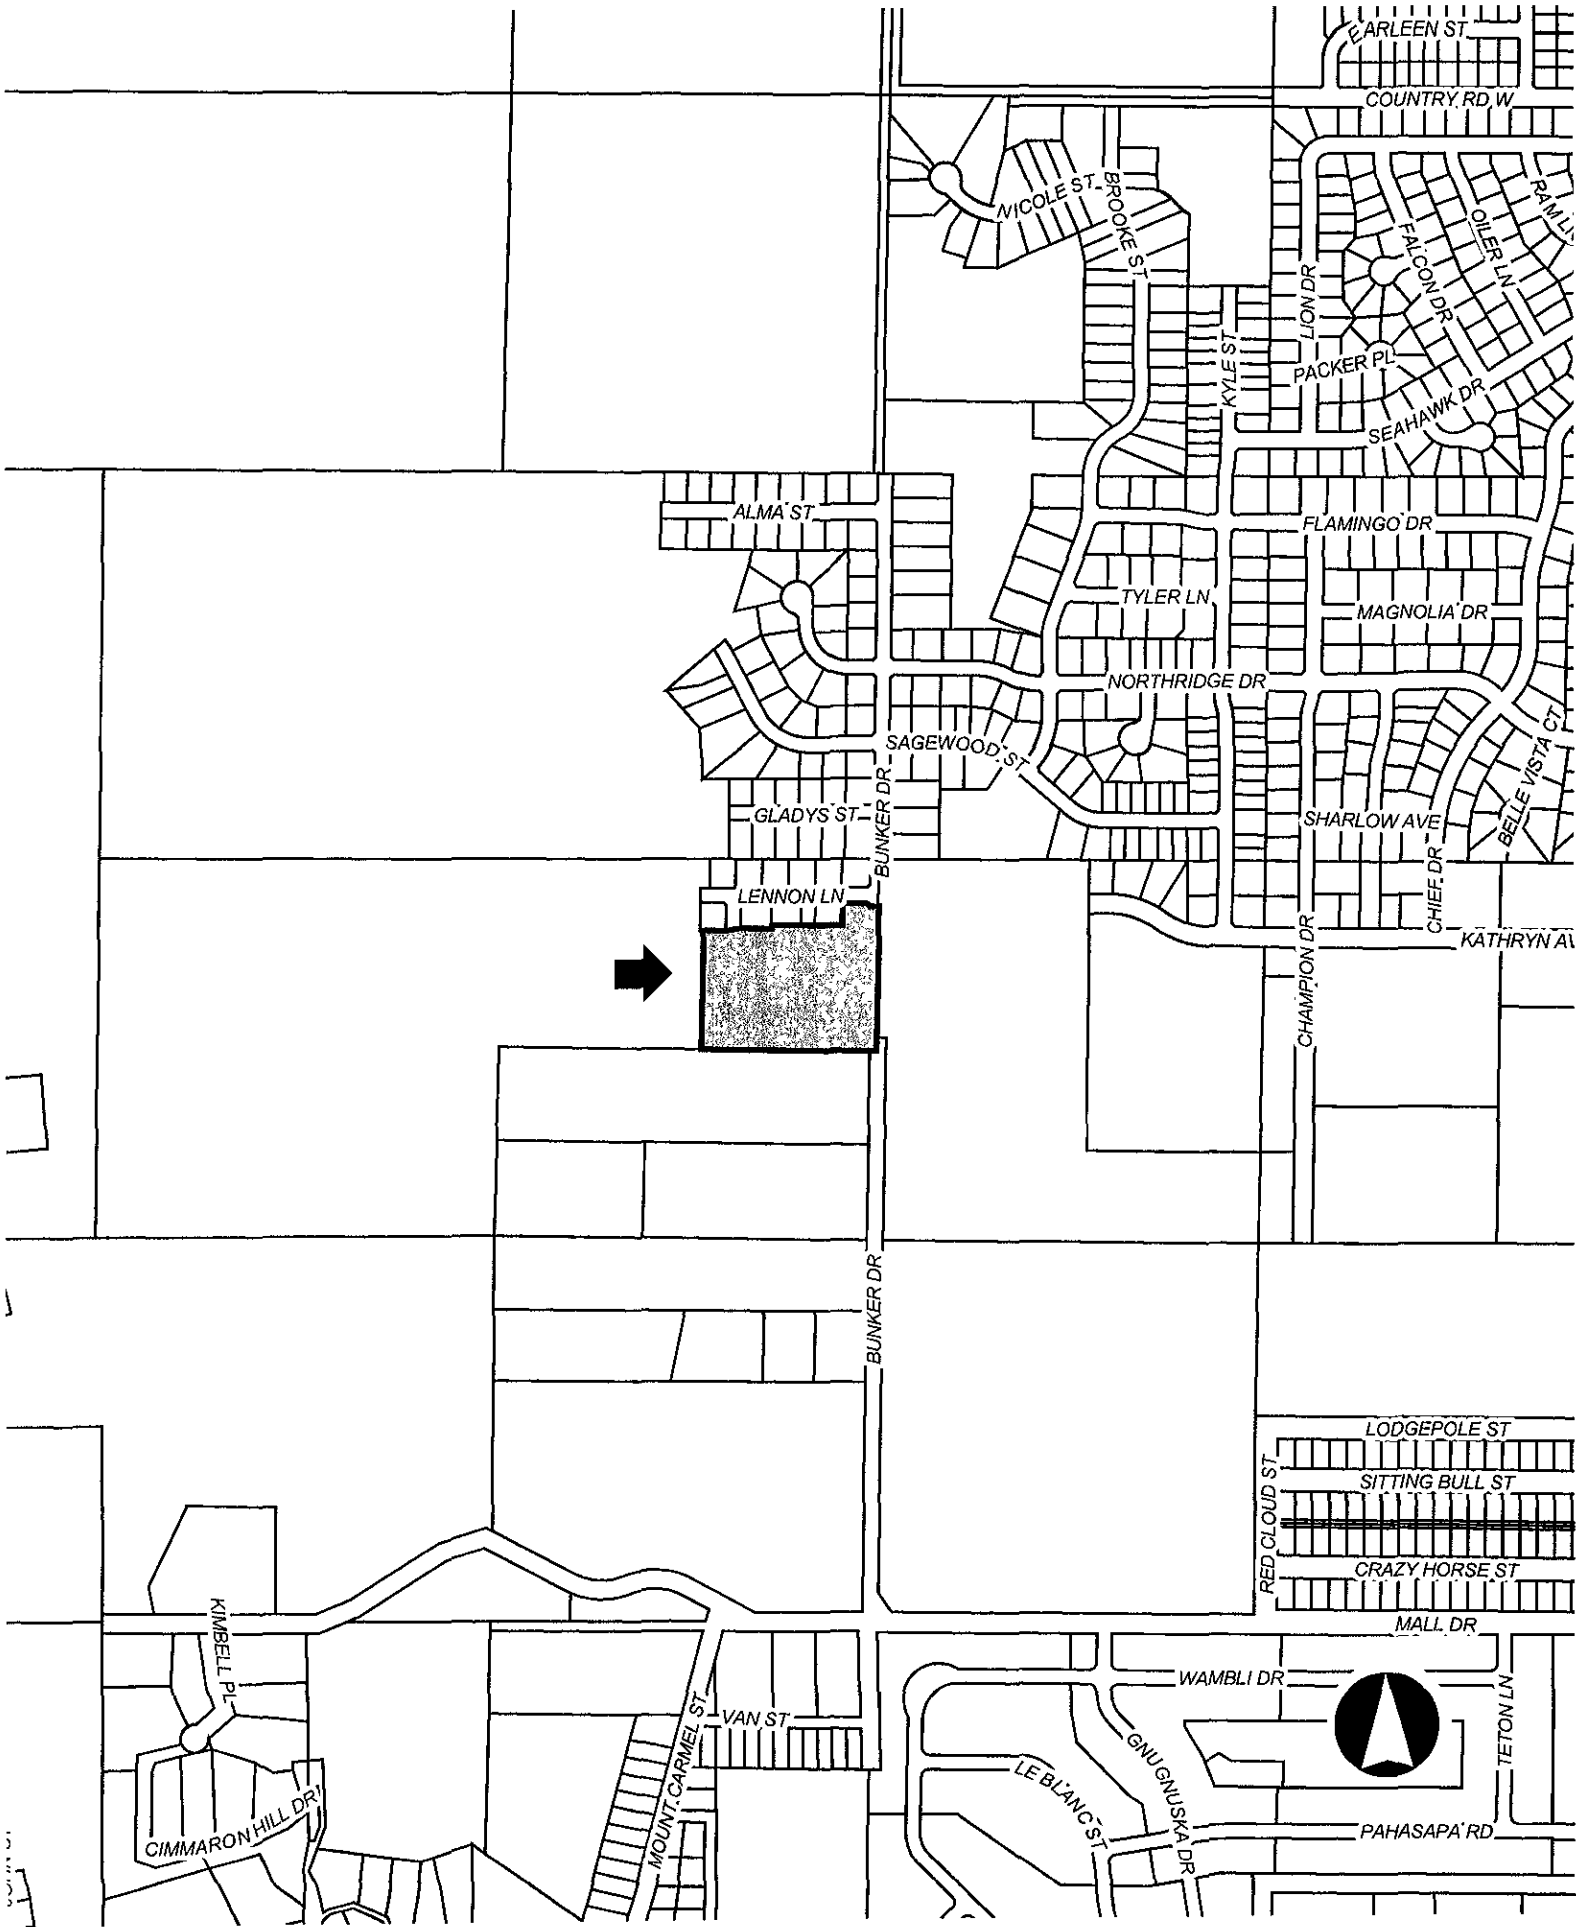 EARLEEN ST
COUNTRY RD W
NICOLE ST
BROOKE ST
RAM LN
OILER LN
FALCON DR
LION DR
KYLE ST
PACKER PL
SEAHAWK DR
ALMA ST
FLAMINGO DR
TYLER LN
MAGNOLIA DR
NORTHRIDGE DR
SAGEWOOD ST
BELLE VISTA CT
BUNKER DR
GLADYS ST
SHARLOW AVE
CHIEF DR
LENNON LN
CHAMPION DR
KATHRYN AV
BUNKER DR
LODGEPOLE ST
RED CLOUD ST
SITTING BULL ST
CRAZY HORSE ST
MALL DR
KIMBELL PL
WAMBLI DR
TETON LN
VAN ST
MOUNT CARMEL ST
GNUGNUSKA DR
LE BLANC ST
CIMMARON HILL DR
PAHASAPA RD